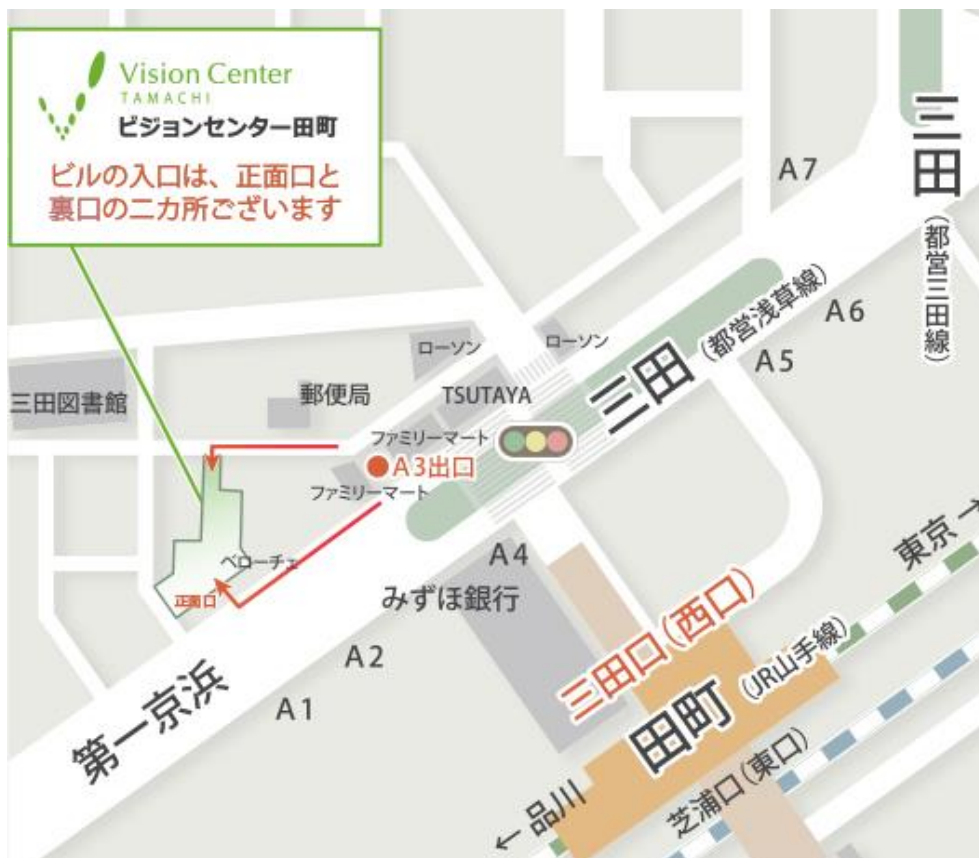 Vision Center
TAMACHI
ビジョンセンター田町
ビルの入口は、正面口と
裏口の二カ所ございます
三田
(都営三田線)
A7
A6
A5
三田
(都営浅草線)
ローソン
ローソン
TSUTAYA
郵便局
三田図書館
ファミリーマート
A3出口
ファミリーマート
ベローチェ
正面口
A4
みずほ銀行
A2
A1
第一京浜
三田口(西口)
田町
(JR山手線)
東京→
←品川
芝浦口(東口)